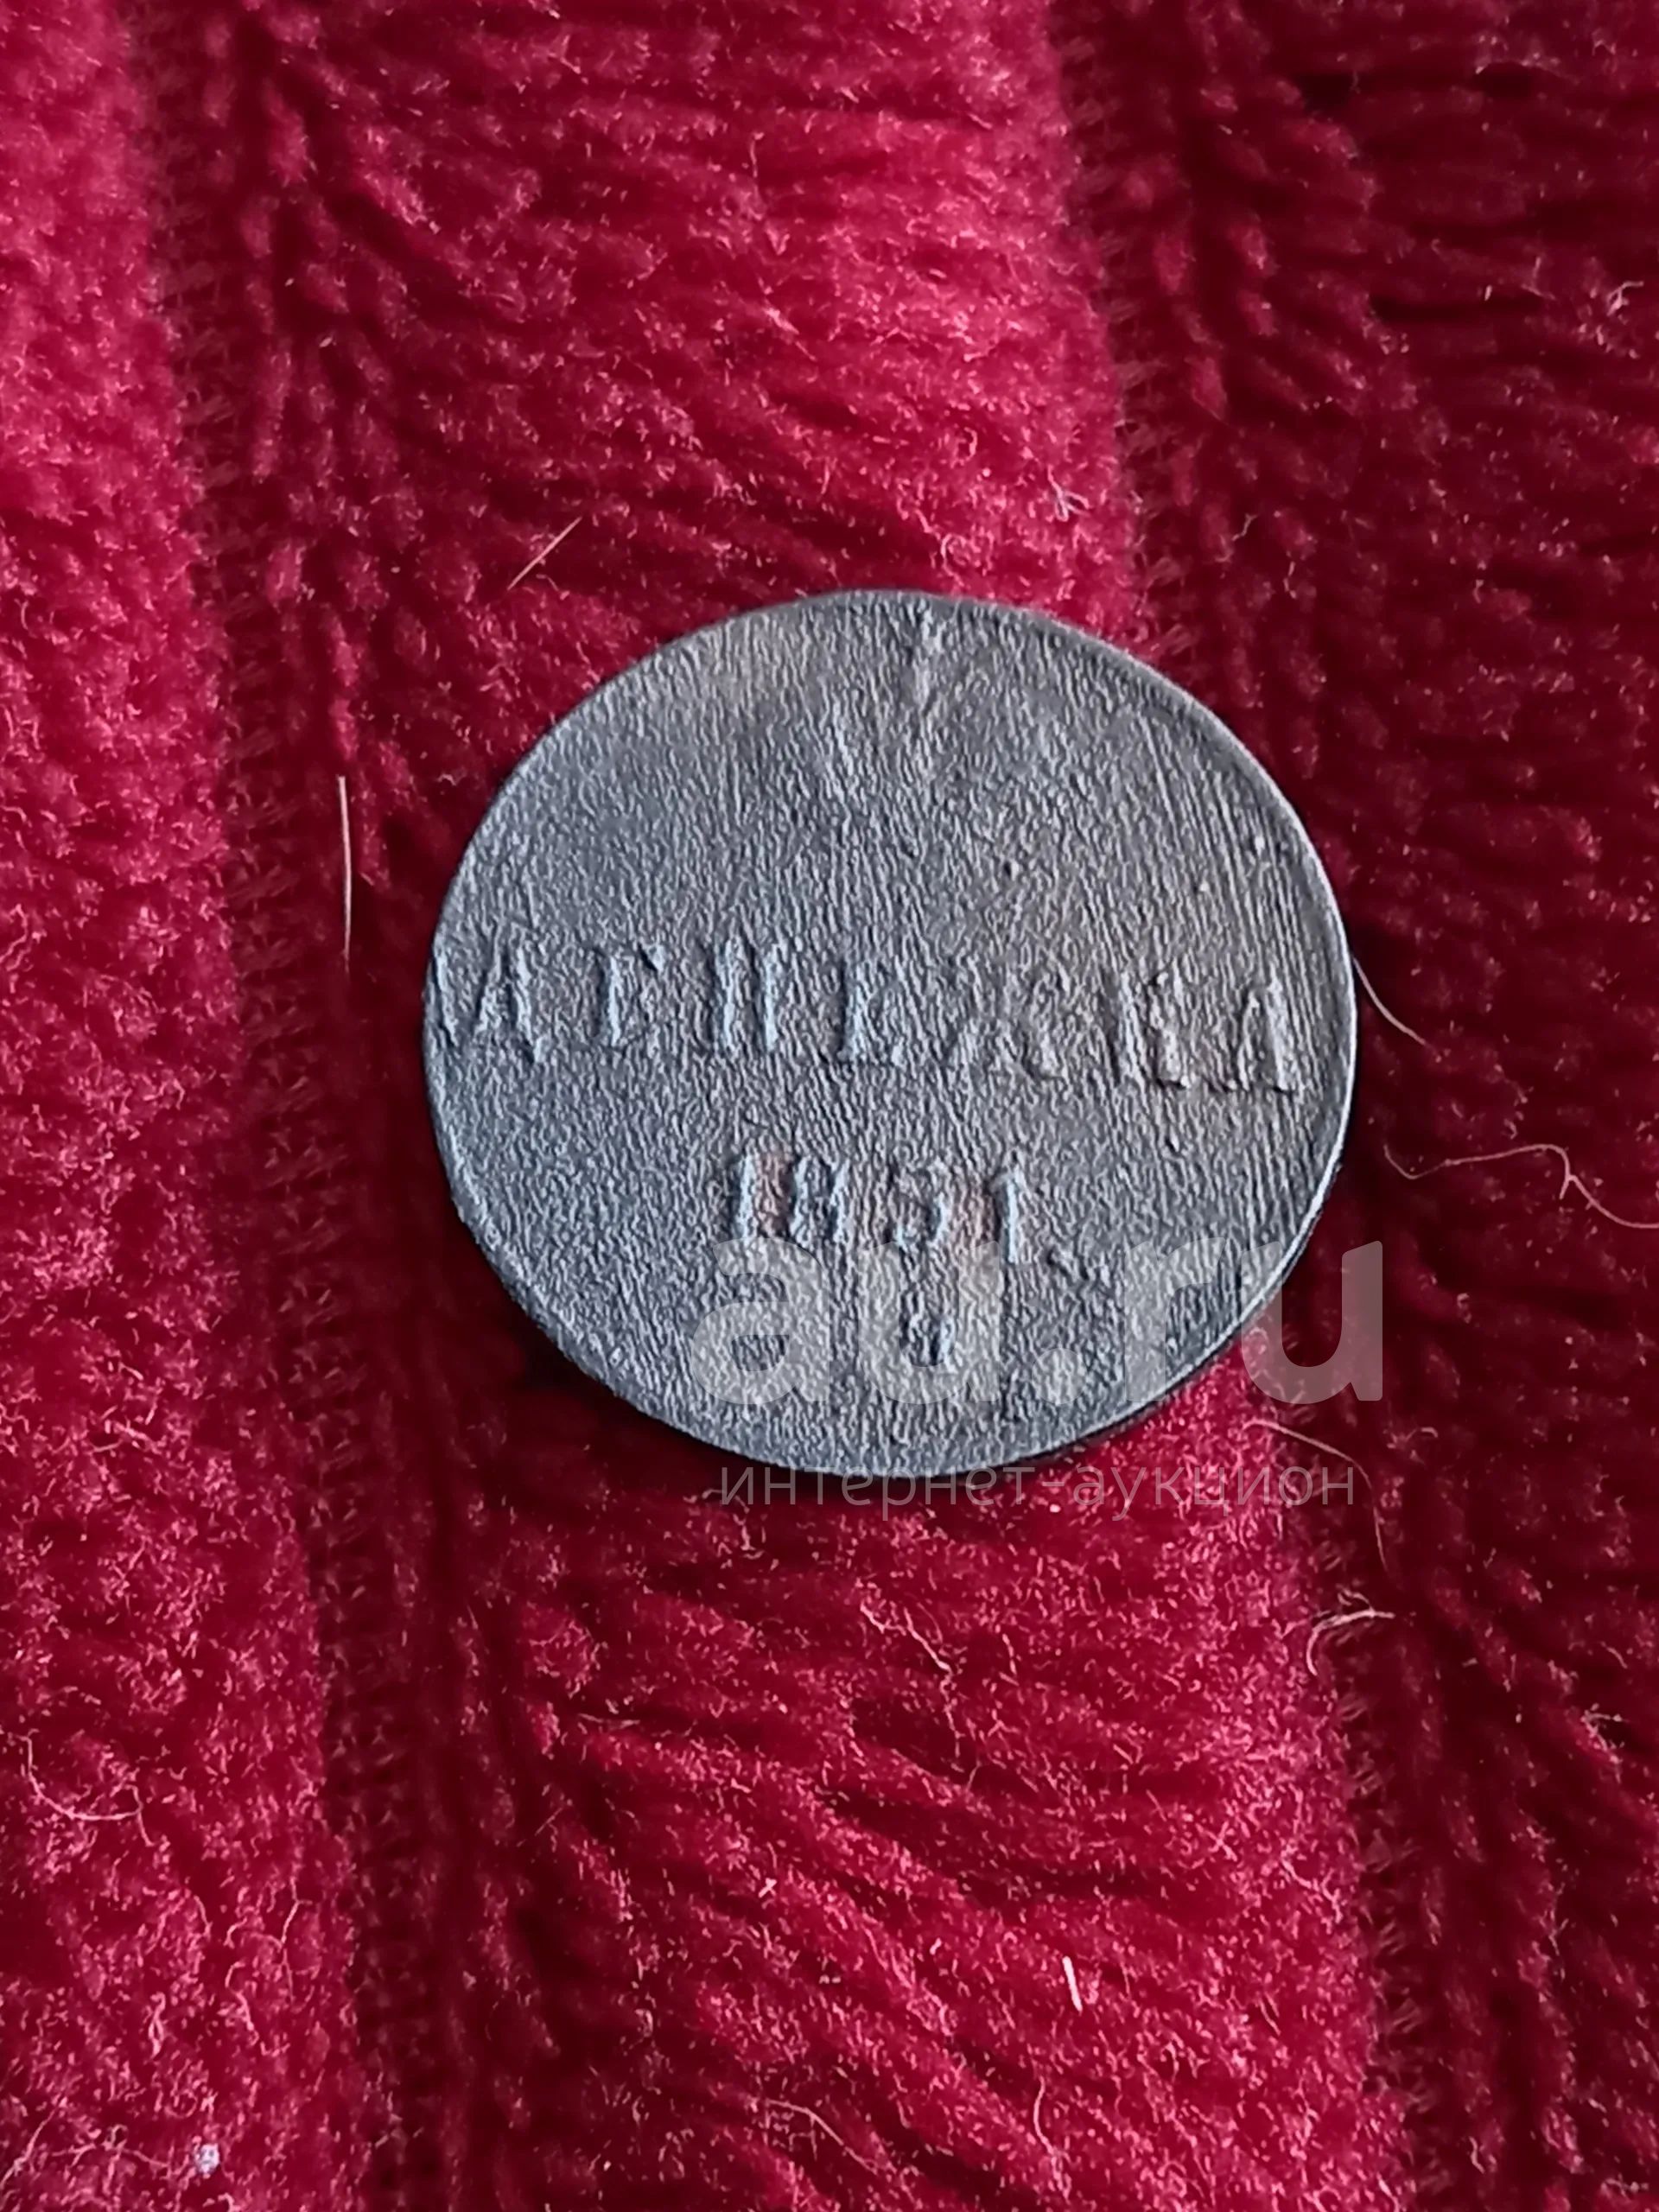 ДЕНЕЖКА
1851.
au.ru
интернет-аукцион